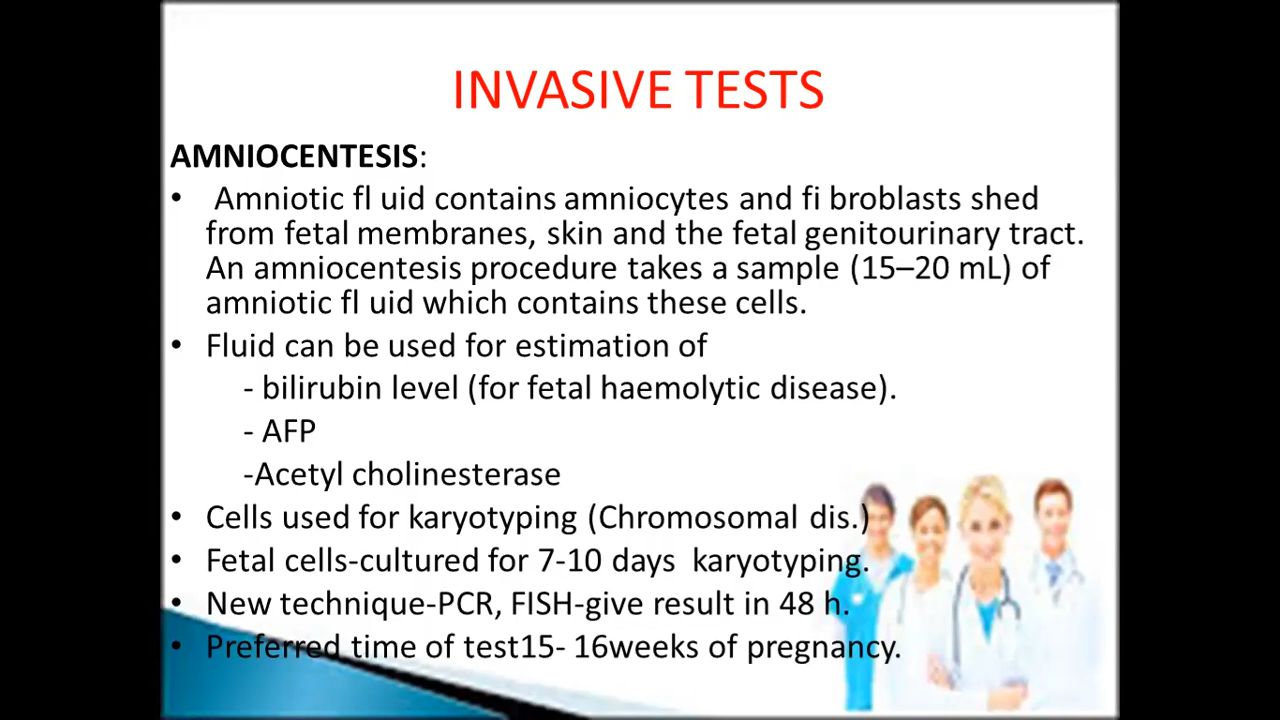 INVASIVE TESTS
AMNIOCENTESIS:
• Amniotic fl uid contains amniocytes and fi broblasts shed
from fetal membranes, skin and the fetal genitourinary tract.
An amniocentesis procedure takes a sample (15–20 mL) of
amniotic fl uid which contains these cells.
• Fluid can be used for estimation of
- bilirubin level (for fetal haemolytic disease).
- AFP
-Acetyl cholinesterase
• Cells used for karyotyping (Chromosomal dis.)
• Fetal cells-cultured for 7-10 days karyotyping.
• New technique-PCR, FISH-give result in 48 h.
• Preferred time of test15- 16weeks of pregnancy.